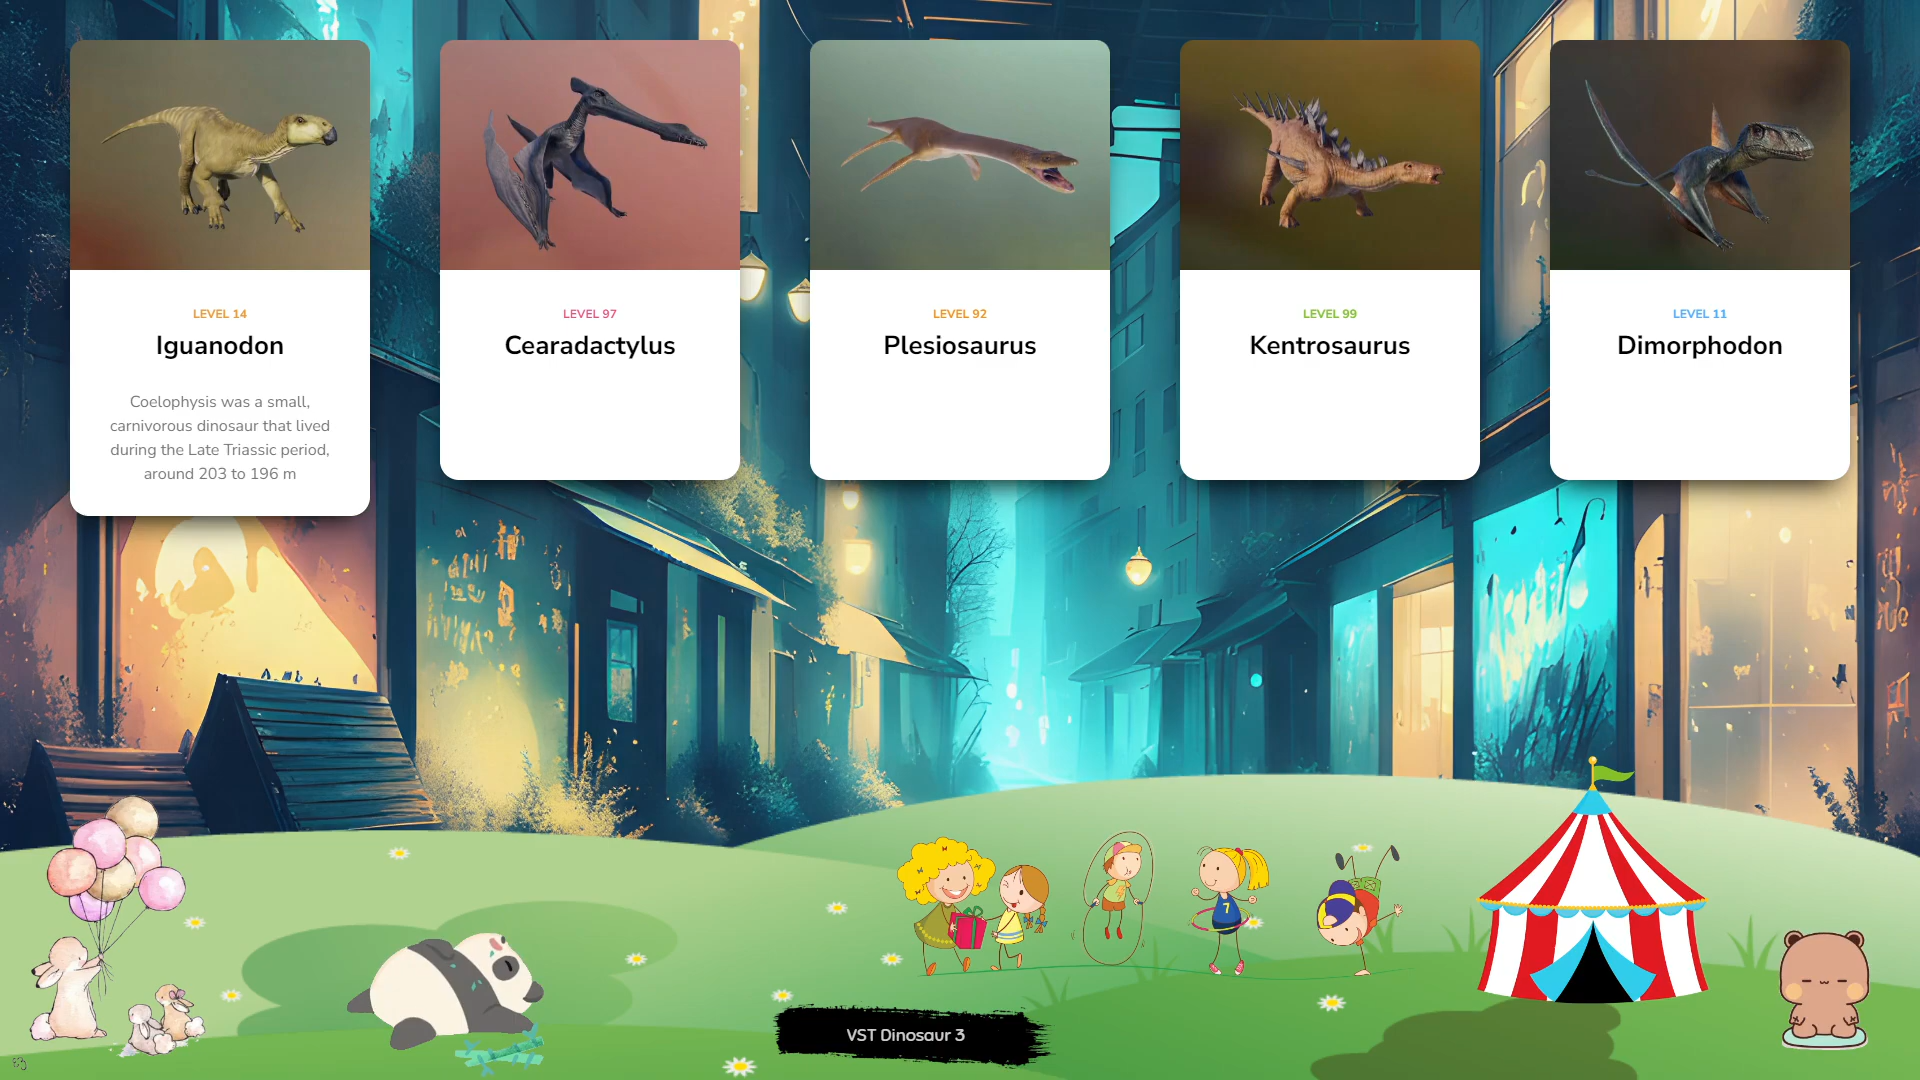 LEVEL 14
Iguanodon
Coelophysis was a small,
carnivorous dinosaur that lived
during the Late Triassic period,
around 203 to 196 m
LEVEL 97
Cearadactylus
LEVEL 92
Plesiosaurus
LEVEL 99
Kentrosaurus
LEVEL 11
Dimorphodon
7
VST Dinosaur 3